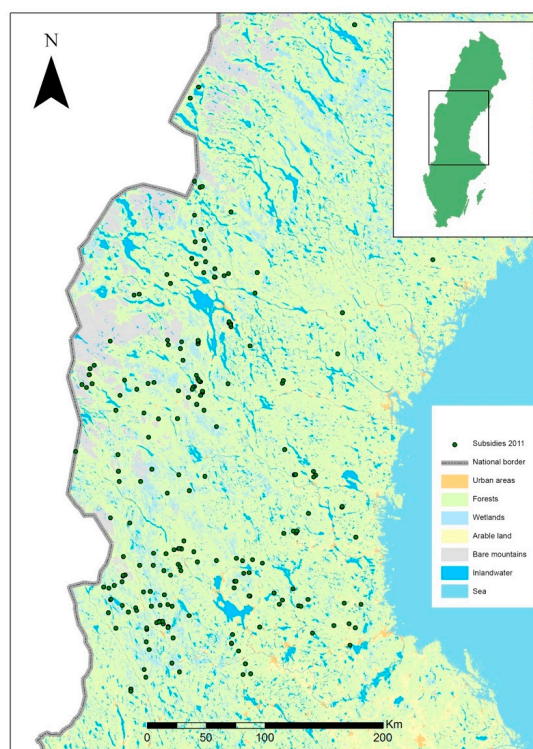 N
Subsidies 2011
National border
Urban areas
Forests
Wetlands
Arable land
Bare mountains
Inlandwater
Sea
Km
0 50 100 200